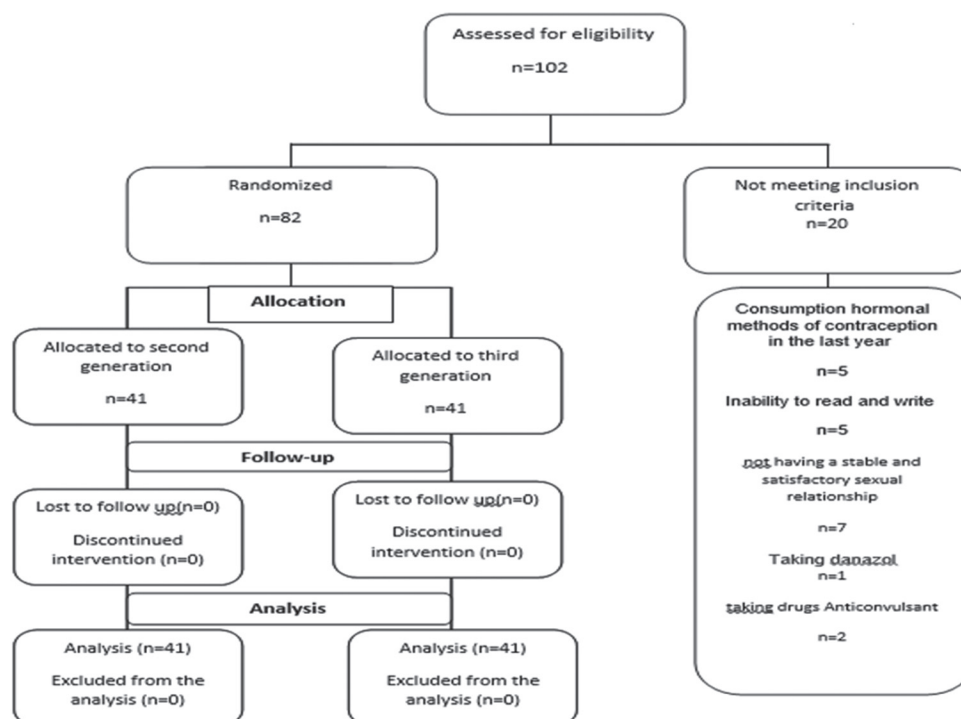 Assessed for eligibility
n=102
Randomized
n=82
Not meeting inclusion
criteria
n=20
Allocation
Allocated to second
generation
n=41
Allocated to third
generation
n=41
Follow-up
Lost to follow up(n=0)
Discontinued
intervention (n=0)
Lost to follow up(n=0)
Discontinued
intervention (n=0)
Analysis
Analysis (n=41)
Excluded from the
analysis (n=0)
Analysis (n=41)
Excluded from the
analysis (n=0)
Consumption hormonal
methods of contraception
in the last year
n=5
Inability to read and write
n=5
not having a stable and
satisfactory sexual
relationship
n=7
Taking danazol
n=1
taking drugs Anticonvulsant
n=2